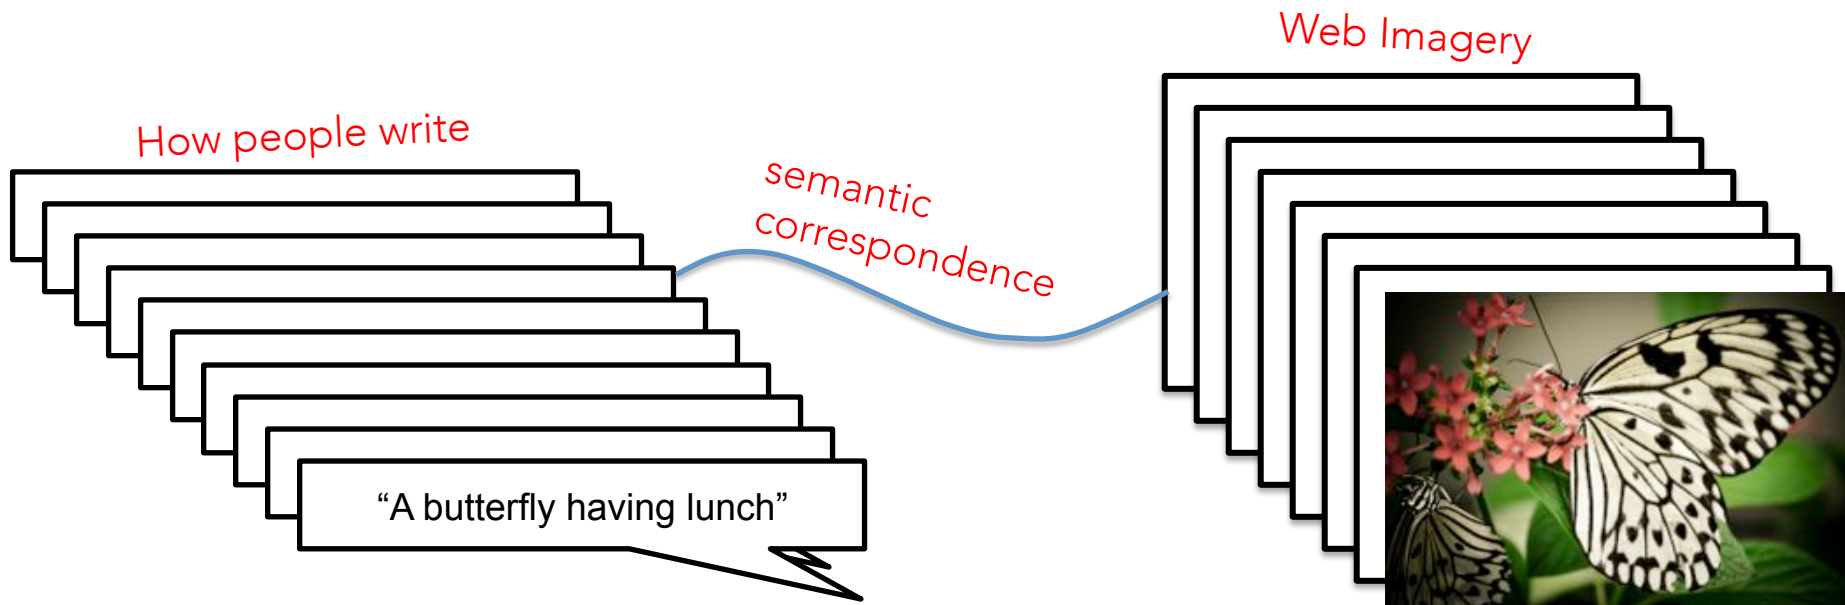 Web Imagery
How people write
semantic
correspondence
“A butterfly having lunch”